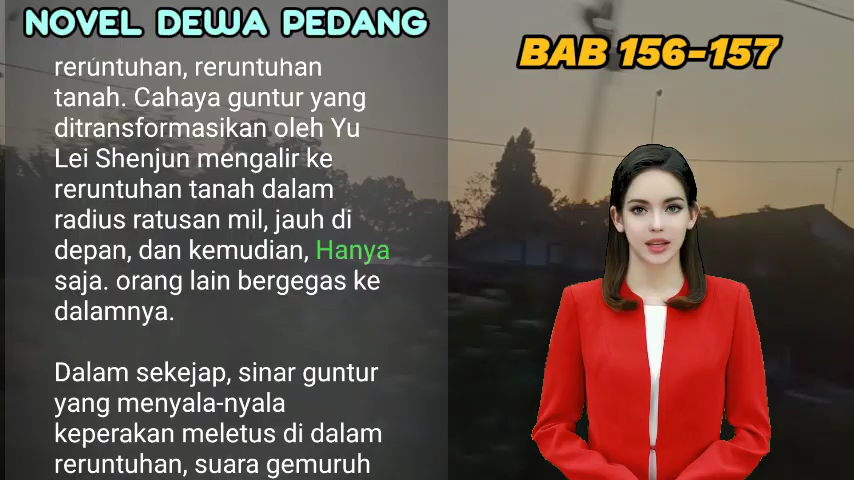 NOVEL DEWA PEDANG
BAB 156-157
reruntuhan, reruntuhan
tanah. Cahaya guntur yang
ditransformasikan oleh Yu
Lei Shenjun mengalir ke
reruntuhan tanah dalam
radius ratusan mil, jauh di
depan, dan kemudian, Hanya
saja. orang lain bergegas ke
dalamnya.
Dalam sekejap, sinar guntur
yang menyala-nyala
keperakan meletus di dalam
reruntuhan, suara gemuruh